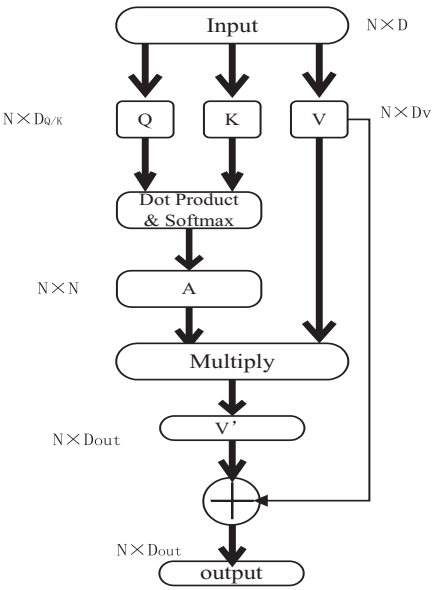 Input N×D
N×DQ/K Q K V N×Dv
Dot Product
& Softmax
N×N A
Multiply
V'
N×Dout
N×Dout
output